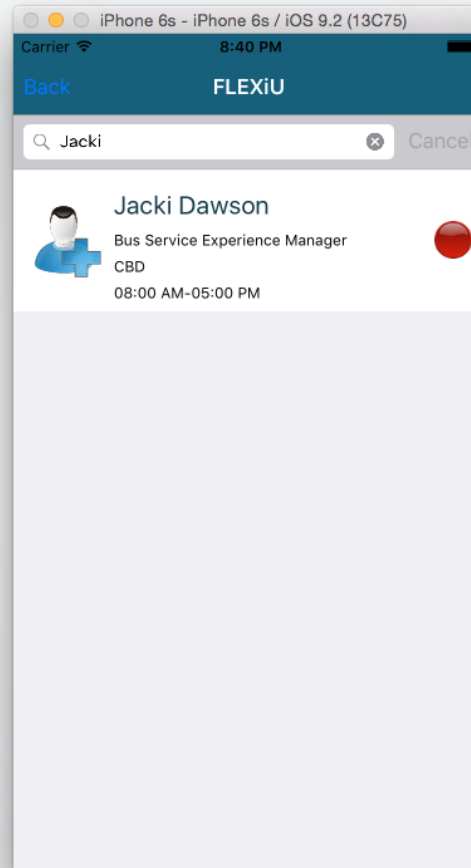 iPhone 6s - iPhone 6s / iOS 9.2 (13C75)
Carrier 8:40 PM
Back FLEXiU
Jacki Cancel
Jacki Dawson
Bus Service Experience Manager
CBD
08:00 AM-05:00 PM